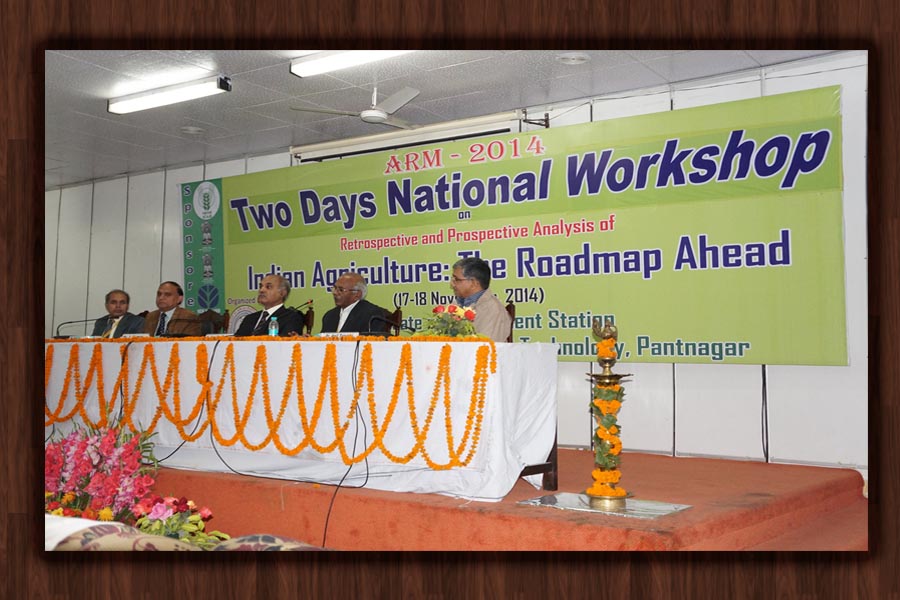 ARM - 2014
Two Days National Workshop
on
Retrospective and Prospective Analysis of
Indian Agriculture: The Roadmap Ahead
(17-18 2014)
Station
Pantnagar
Organized